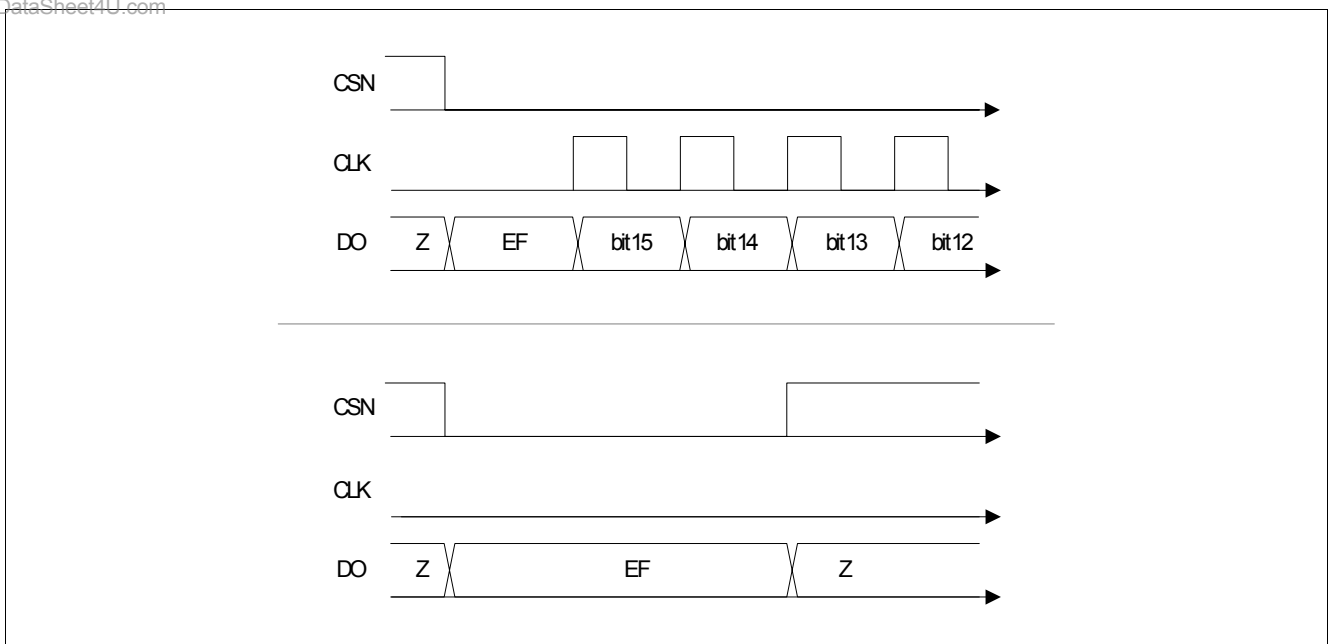 DataSheet4U.com
CSN
CLK
DO Z EF bit15 bit14 bit13 bit12
CSN
CLK
DO Z EF Z